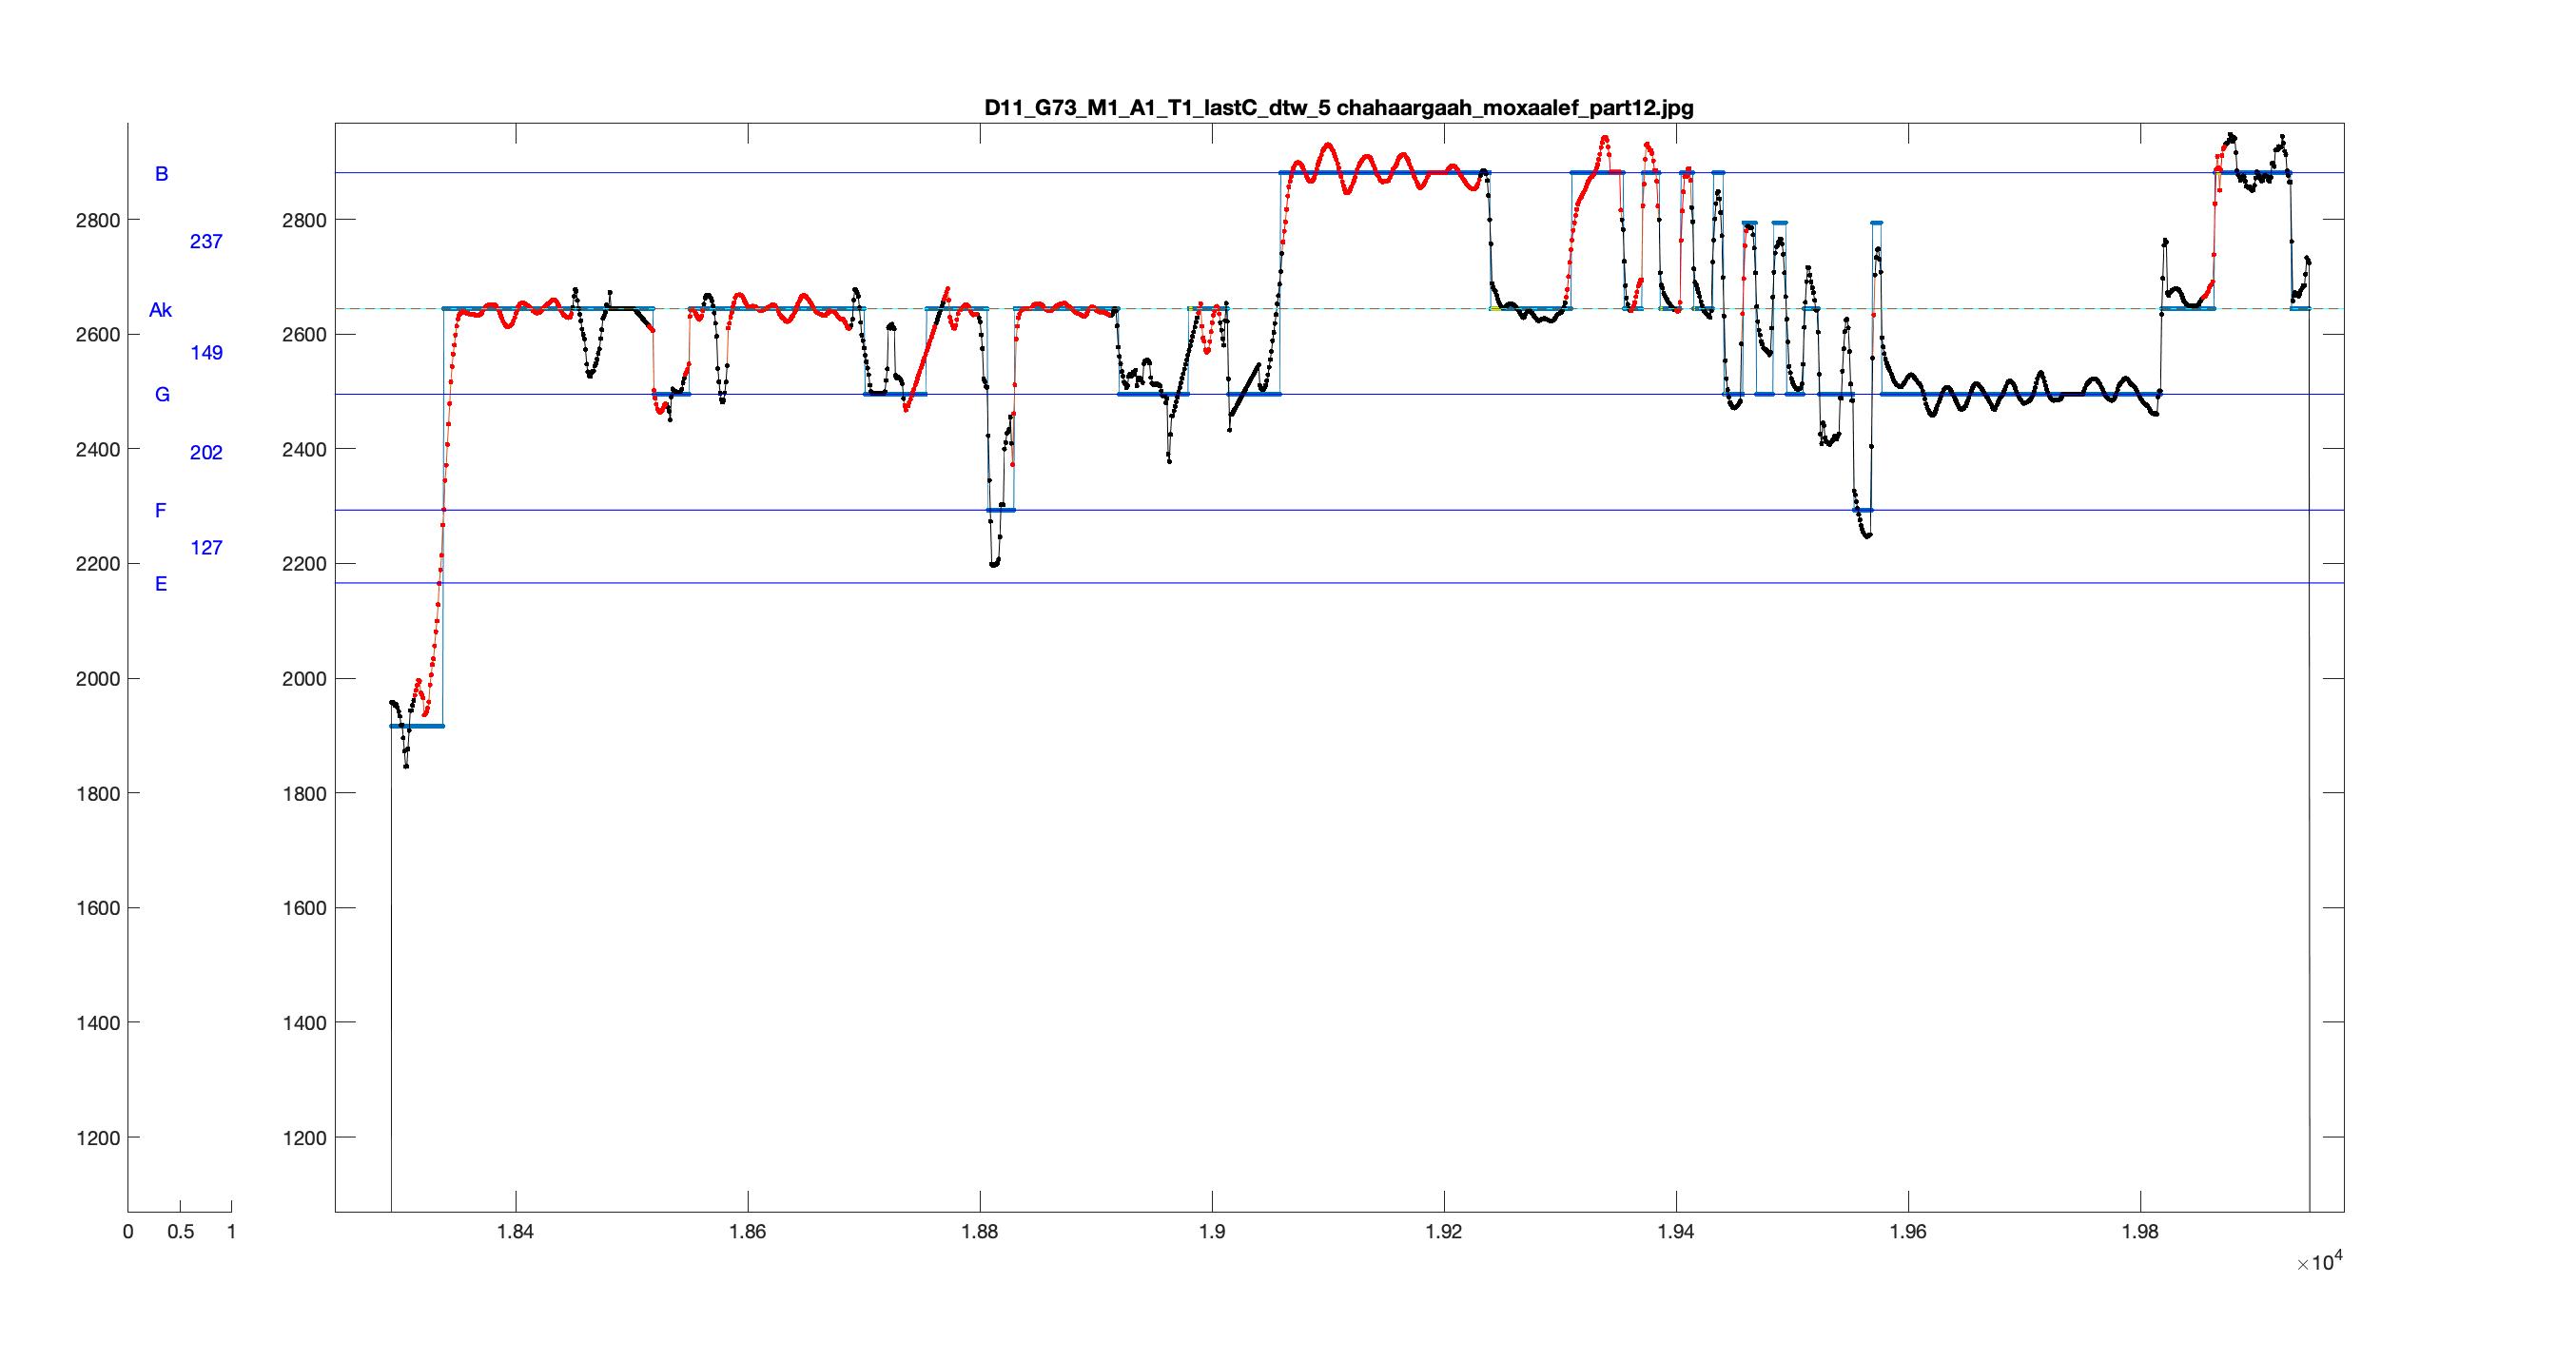 D11_G73_M1_A1_T1_lastC_dtw_5 chahaargaah_moxaalef_part12.jpg
B
2800 2800
237
Ak
2600 2600
149
G
2400 2400
202
F
127
2200 2200
E
2000 2000
1800 1800
1600 1600
1400 1400
1200 1200
0 0.5 1 1.84 1.86 1.88 1.9 1.92 1.94 1.96 1.98
×10^4